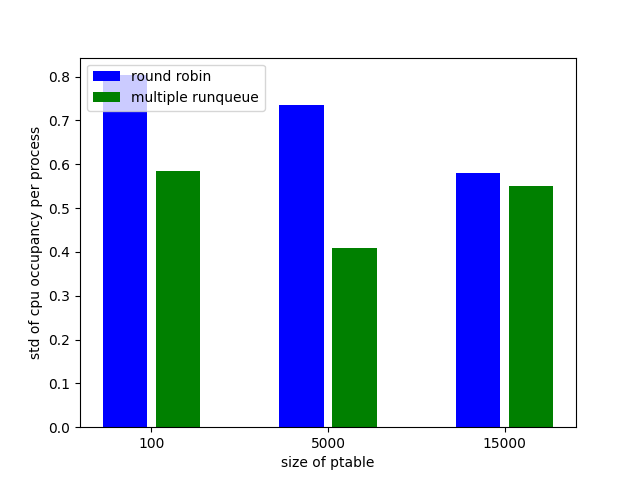 round robin
multiple runqueue
0.8
0.7
0.6
0.5
0.4
0.3
0.2
0.1
0.0
std of cpu occupancy per process
100 5000 15000
size of ptable